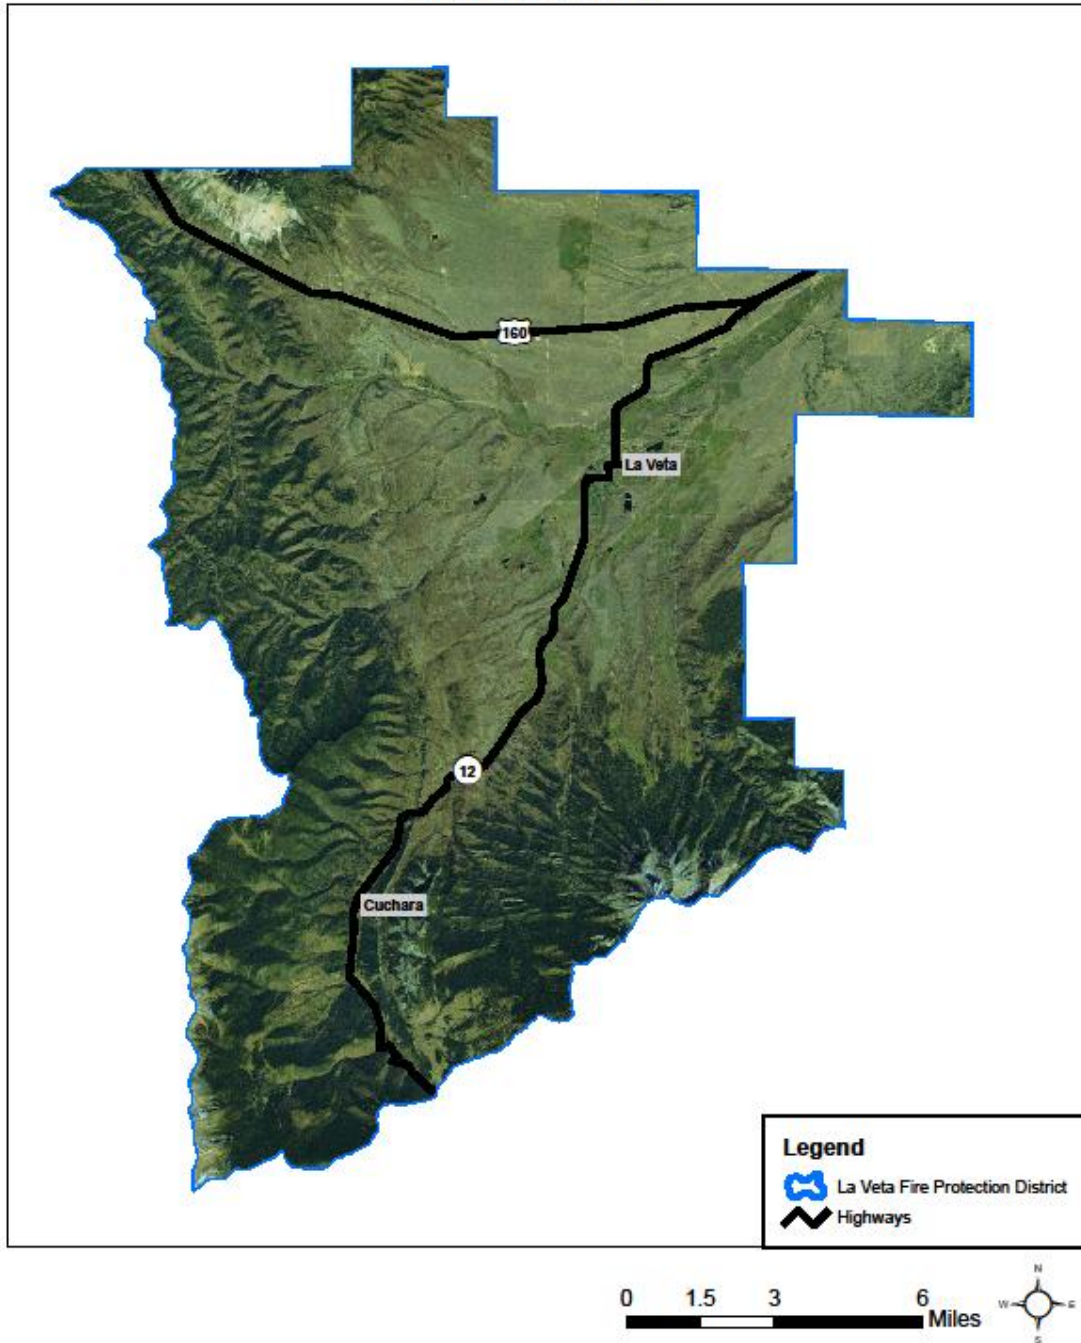 160
La Veta
12
Cuchara
Legend
La Veta Fire Protection District
Highways
0 1.5 3 6
Miles
N
W E
S